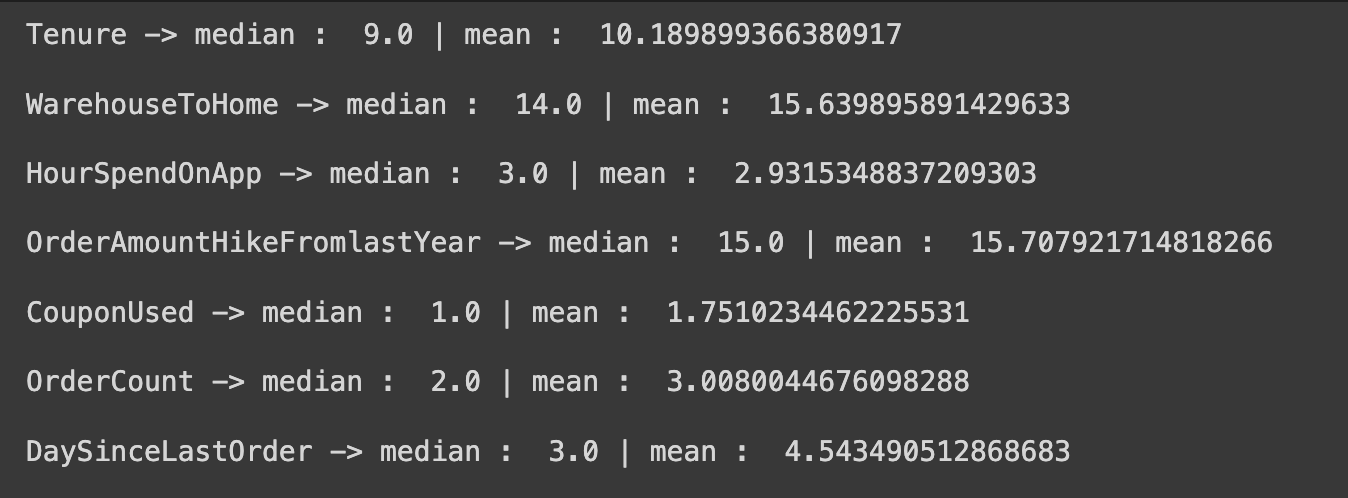 Tenure -> median :  9.0 | mean :  10.189899366380917
WarehouseToHome -> median :  14.0 | mean :  15.639895891429633
HourSpendOnApp -> median :  3.0 | mean :  2.9315348837209303
OrderAmountHikeFromlastYear -> median :  15.0 | mean :  15.707921714818266
CouponUsed -> median :  1.0 | mean :  1.7510234462225531
OrderCount -> median :  2.0 | mean :  3.0080044676098288
DaySinceLastOrder -> median :  3.0 | mean :  4.543490512868683